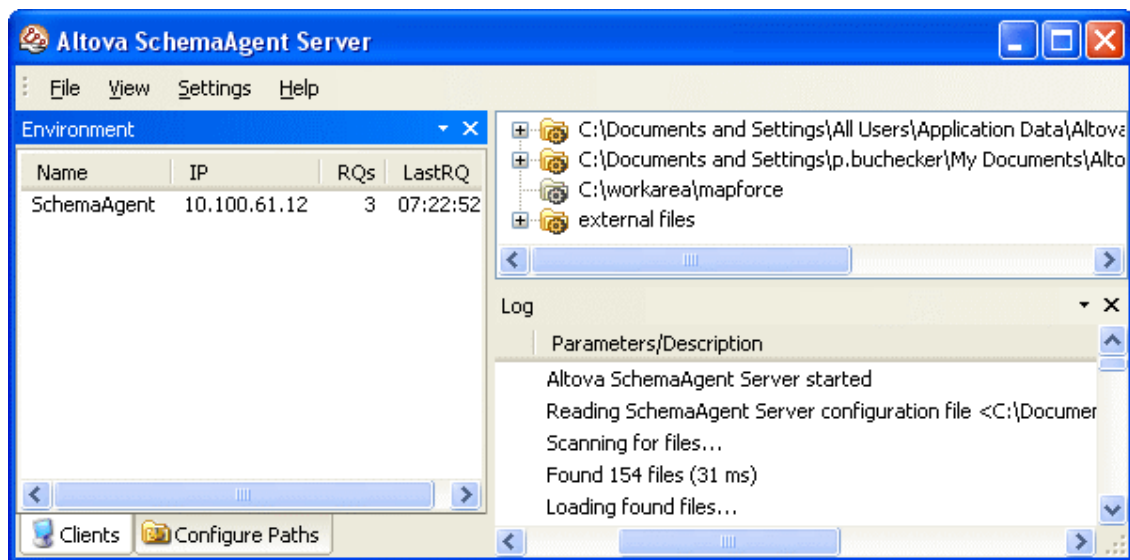 Altova SchemaAgent Server
File View Settings Help
Environment
Name IP RQs LastRQ
SchemaAgent 10.100.61.12 3 07:22:52
Clients Configure Paths
C:\Documents and Settings\All Users\Application Data\Altova
C:\Documents and Settings\p.buchecker\My Documents\Alto
C:\workarea\mapforce
external files
Log
Parameters/Description
Altova SchemaAgent Server started
Reading SchemaAgent Server configuration file <C:\Documen
Scanning for files...
Found 154 files (31 ms)
Loading found files...